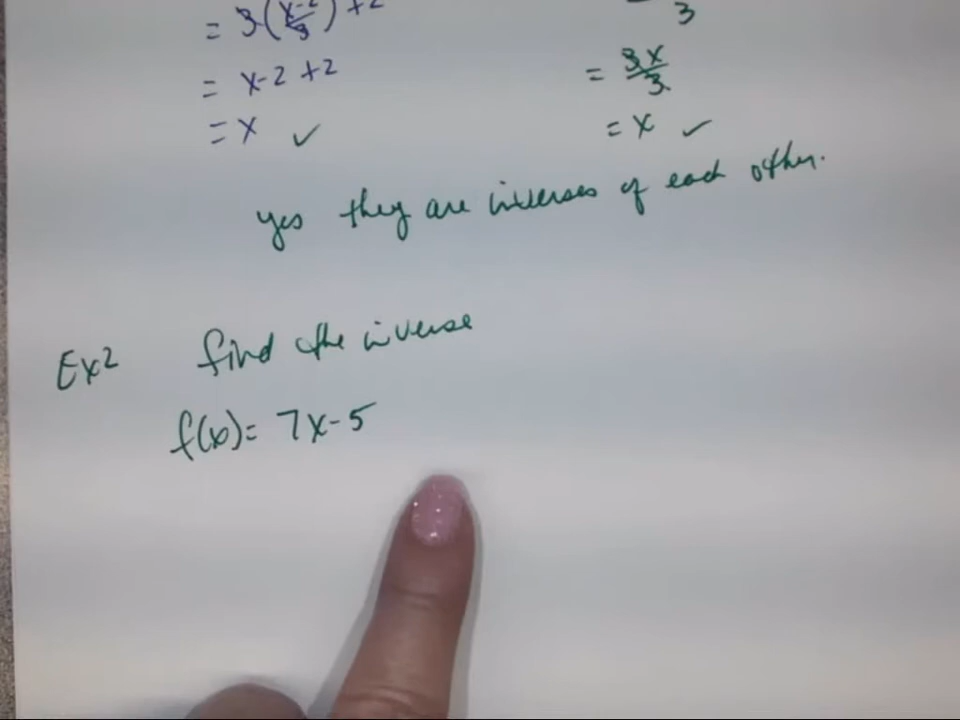 = 3(x-2/3) +2
3
= x-2 +2
= 3x/3
= x ✓
= x ✓
yes they are inverses of each other.
Ex2 find the inverse
f(x)= 7x-5